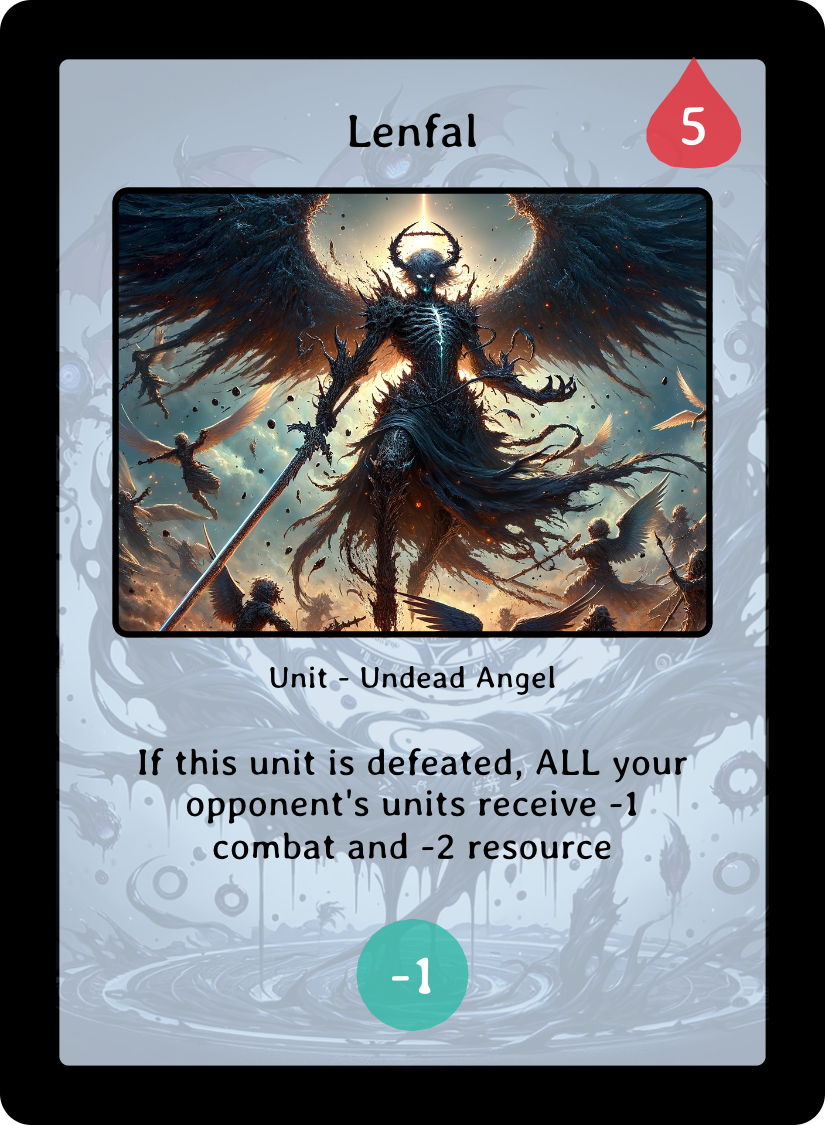 Lenfal
5
Unit - Undead Angel
If this unit is defeated, ALL your
opponent's units receive -1
combat and -2 resource
-1